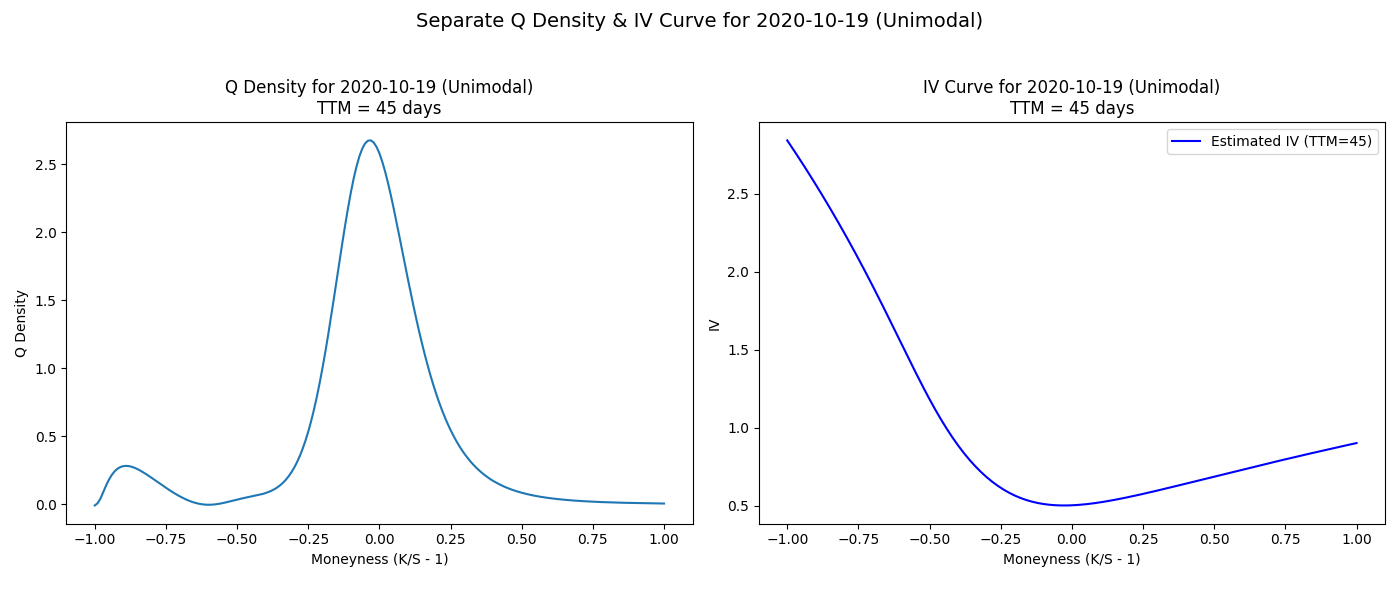 Separate Q Density & IV Curve for 2020-10-19 (Unimodal)
Q Density for 2020-10-19 (Unimodal)
TTM = 45 days
Q Density
2.5
2.0
1.5
1.0
0.5
0.0
−1.00 −0.75 −0.50 −0.25 0.00 0.25 0.50 0.75 1.00
Moneyness (K/S - 1)
IV Curve for 2020-10-19 (Unimodal)
TTM = 45 days
Estimated IV (TTM=45)
IV
2.5
2.0
1.5
1.0
0.5
−1.00 −0.75 −0.50 −0.25 0.00 0.25 0.50 0.75 1.00
Moneyness (K/S - 1)